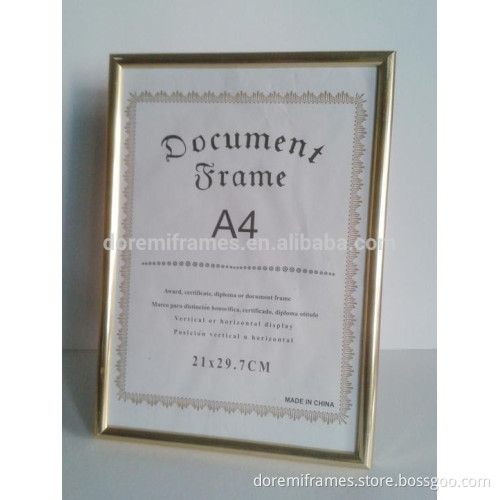 Document
Frame
A4
doremiframes.en.alibaba.com
Award, certificate, diploma or document frame
Marco para distinción honorífica, certificado, diploma o título
Vertical or horizontal display
Posición vertical u horizontal
21x29.7CM
MADE IN CHINA
doremiframes.store.bossgoo.com